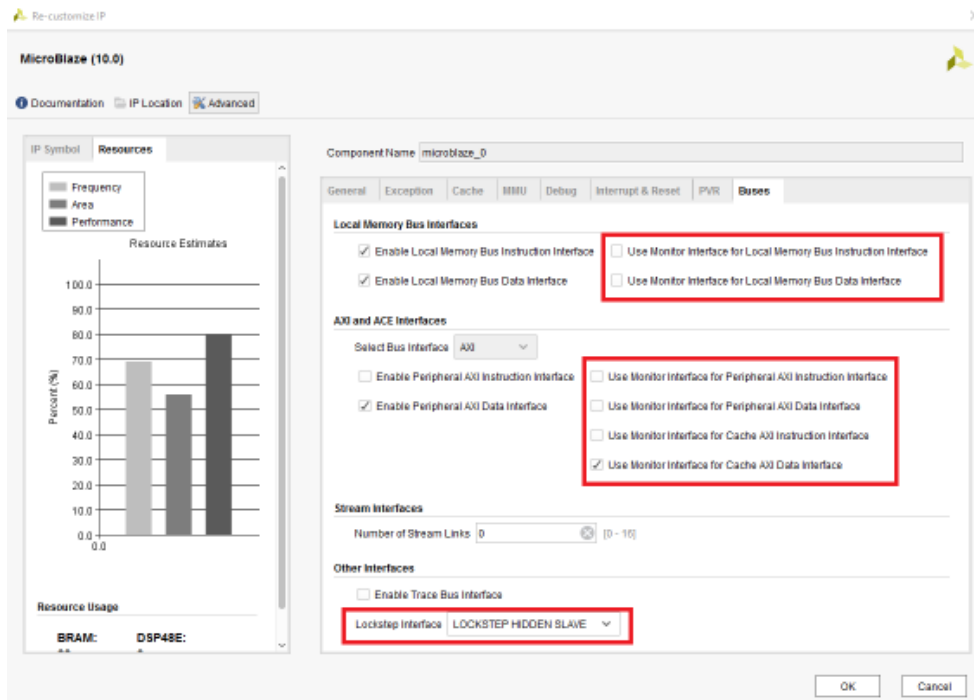 Re-customize IP
MicroBlaze (10.0)
Documentation IP Location Advanced
IP Symbol Resources
Frequency
Area
Performance
Resource Estimates
100.0
90.0
80.0
70.0
60.0
50.0
40.0
30.0
20.0
10.0
0.0
0.0
Percent (%)
Resource Usage
BRAM: DSP48E:
Component Name microblaze_0
General Exception Cache MMU Debug Interrupt & Reset PVR Buses
Local Memory Bus Interfaces
Enable Local Memory Bus Instruction Interface Use Monitor Interface for Local Memory Bus Instruction Interface
Enable Local Memory Bus Data Interface Use Monitor Interface for Local Memory Bus Data Interface
AXI and ACE Interfaces
Select Bus Interface AXI
Enable Peripheral AXI Instruction Interface Use Monitor Interface for Peripheral AXI Instruction Interface
Enable Peripheral AXI Data Interface Use Monitor Interface for Peripheral AXI Data Interface
Use Monitor Interface for Cache AXI Instruction Interface
Use Monitor Interface for Cache AXI Data Interface
Stream Interfaces
Number of Stream Links 0 [0 - 16]
Other Interfaces
Enable Trace Bus Interface
Lockstep Interface LOCKSTEP HIDDEN SLAVE
OK Cancel